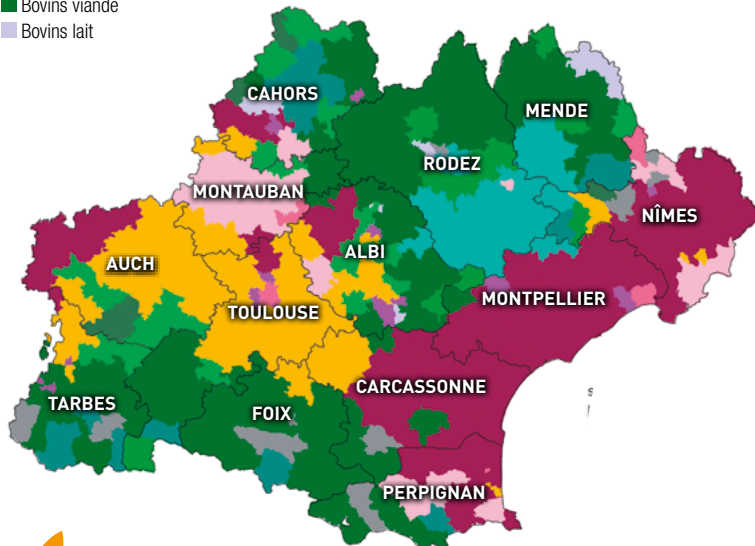 Bovins viande
Bovins lait
CAHORS
MENDE
RODEZ
MONTAUBAN
NÎMES
ALBI
AUCH
MONTPELLIER
TOULOUSE
CARCASSONNE
TARBES
FOIX
PERPIGNAN